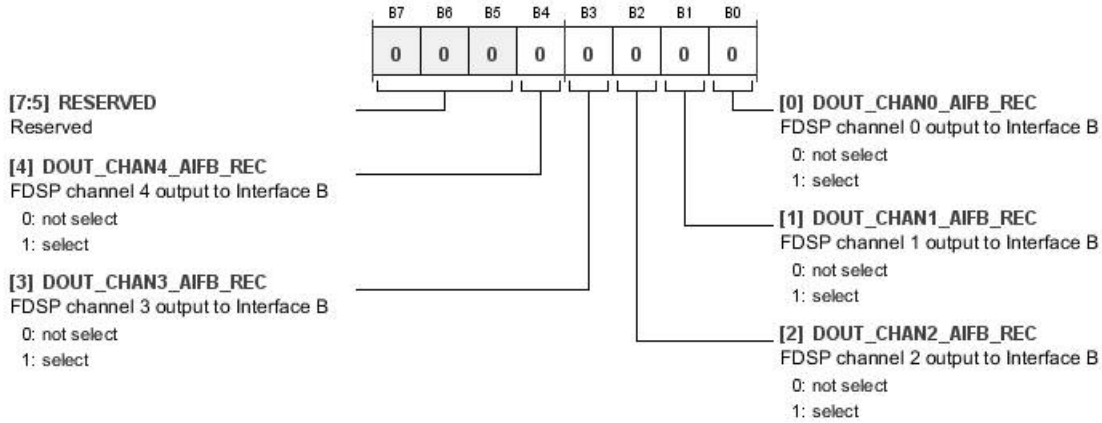 B7 B6 B5 B4 B3 B2 B1 B0
0 0 0 0 0 0 0 0
[7:5] RESERVED
Reserved
[4] DOUT_CHAN4_AIFB_REC
FDSP channel 4 output to Interface B
0: not select
1: select
[3] DOUT_CHAN3_AIFB_REC
FDSP channel 3 output to Interface B
0: not select
1: select
[0] DOUT_CHAN0_AIFB_REC
FDSP channel 0 output to Interface B
0: not select
1: select
[1] DOUT_CHAN1_AIFB_REC
FDSP channel 1 output to Interface B
0: not select
1: select
[2] DOUT_CHAN2_AIFB_REC
FDSP channel 2 output to Interface B
0: not select
1: select